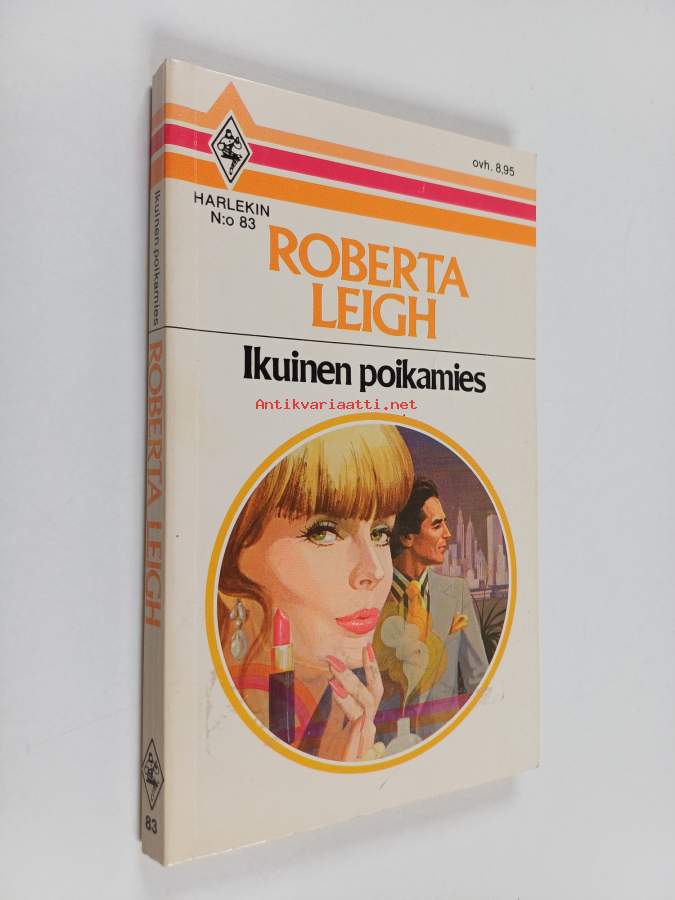 ovh. 8,95
HARLEKIN
N:o 83
ROBERTA
LEIGH
Ikuinen poikamies
Antikvariaatti.net
Ikuinen poikamies
ROBERTA LEIGH
83